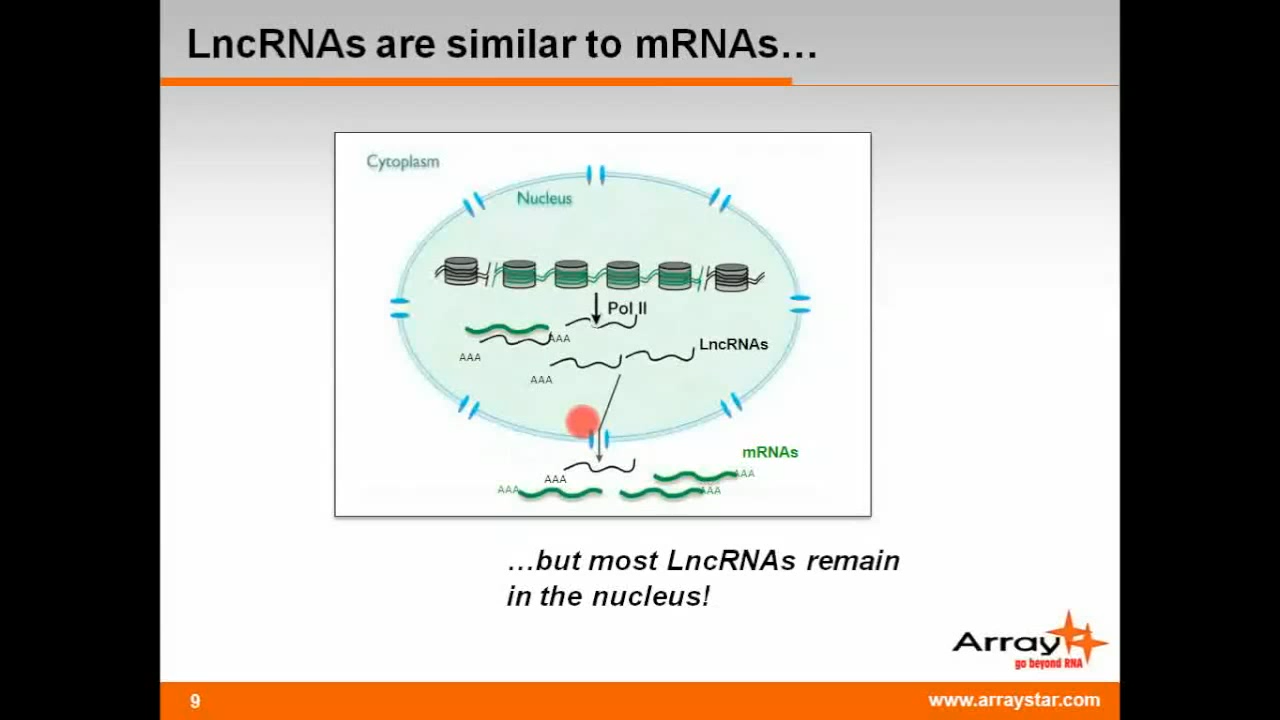 LncRNAs are similar to mRNAs…
Cytoplasm
Nucleus
Pol II
AAA
LncRNAs
AAA
AAA
mRNAs
AAA
AAA
AAA
AAA
…but most LncRNAs remain
in the nucleus!
Array
go beyond RNA
9
www.arraystar.com